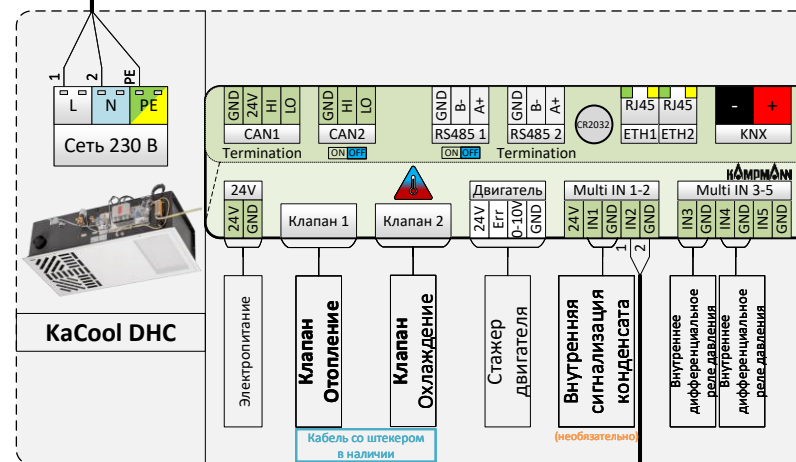 1
2
PE
L
N
PE
Сеть 230 В
KaCool DHC
GND
24V
HI
LO
CAN1
Termination
GND
HI
LO
CAN2
ON OFF
GND
B-
A+
RS485 1
ON OFF
GND
B-
A+
RS485 2
Termination
CR2032
RJ45
RJ45
ETH1
ETH2
-
+
KNX
KAMPMANN
24V
24V
GND
Клапан 1
Клапан 2
Двигатель
24V
Err
0-10V
GND
Multi IN 1-2
24V
IN1
GND
IN2
GND
Multi IN 3-5
IN3
GND
IN4
GND
IN5
GND
1
2
Электропитание
Клапан
Отопление
Клапан
Охлаждение
Кабель со штекером
в наличии
Стажер
двигателя
Внутренняя
сигнализация
конденсата
(необязательно)
Внутреннее
дифференциальное
реле давления
Внутреннее
дифференциальное
реле давления